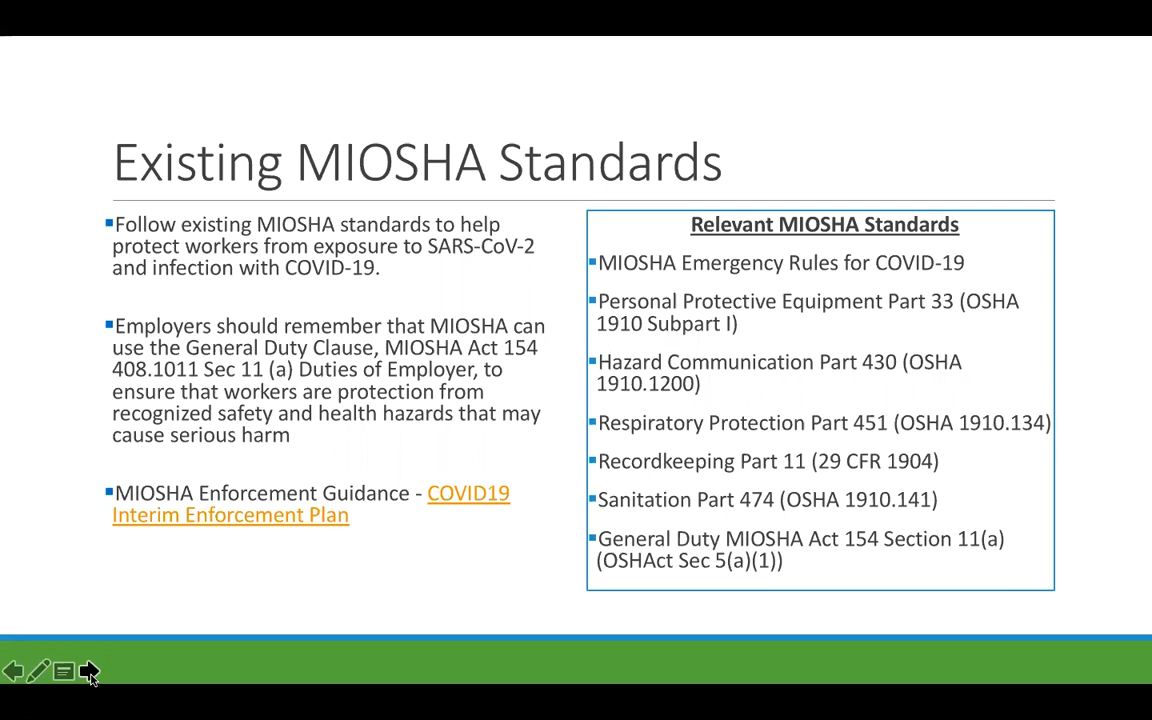 Existing MIOSHA Standards
▪Follow existing MIOSHA standards to help
protect workers from exposure to SARS-CoV-2
and infection with COVID-19.
▪Employers should remember that MIOSHA can
use the General Duty Clause, MIOSHA Act 154
408.1011 Sec 11 (a) Duties of Employer, to
ensure that workers are protection from
recognized safety and health hazards that may
cause serious harm
▪MIOSHA Enforcement Guidance - COVID19
Interim Enforcement Plan
Relevant MIOSHA Standards
▪MIOSHA Emergency Rules for COVID-19
▪Personal Protective Equipment Part 33 (OSHA
1910 Subpart I)
▪Hazard Communication Part 430 (OSHA
1910.1200)
▪Respiratory Protection Part 451 (OSHA 1910.134)
▪Recordkeeping Part 11 (29 CFR 1904)
▪Sanitation Part 474 (OSHA 1910.141)
▪General Duty MIOSHA Act 154 Section 11(a)
(OSHAct Sec 5(a)(1))